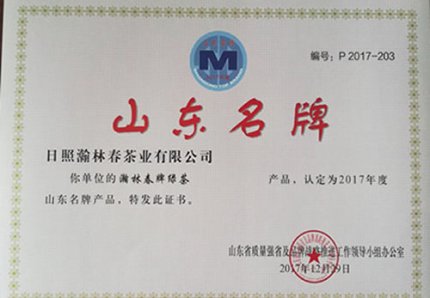 编号：P 2017-203
M
山东名牌
日照瀚林春茶业有限公司
你单位的瀚林春牌绿茶 产品，认定为2017年度
山东名牌产品，特发此证书。
山东省质量强省及品牌战略推进工作领导小组办公室
2017年12月29日